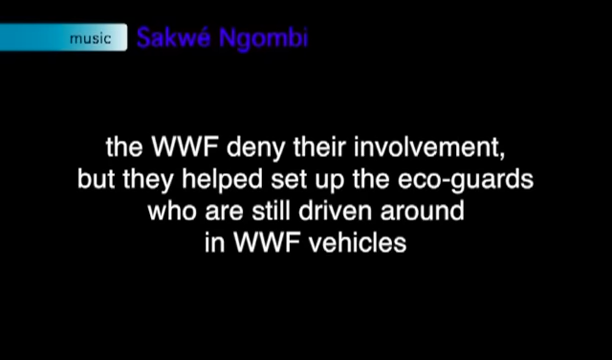 music Sakwé Ngombi
the WWF deny their involvement,
but they helped set up the eco-guards
who are still driven around
in WWF vehicles